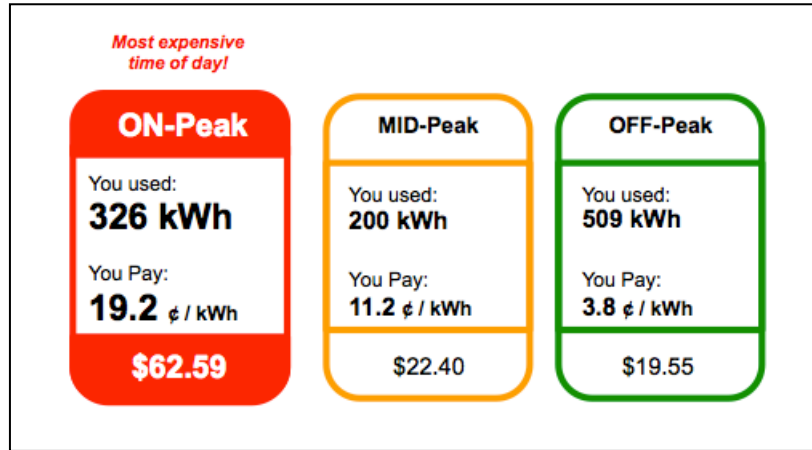 Most expensive
time of day!
ON-Peak
You used:
326 kWh
You Pay:
19.2 ¢ / kWh
$62.59
MID-Peak
You used:
200 kWh
You Pay:
11.2 ¢ / kWh
$22.40
OFF-Peak
You used:
509 kWh
You Pay:
3.8 ¢ / kWh
$19.55